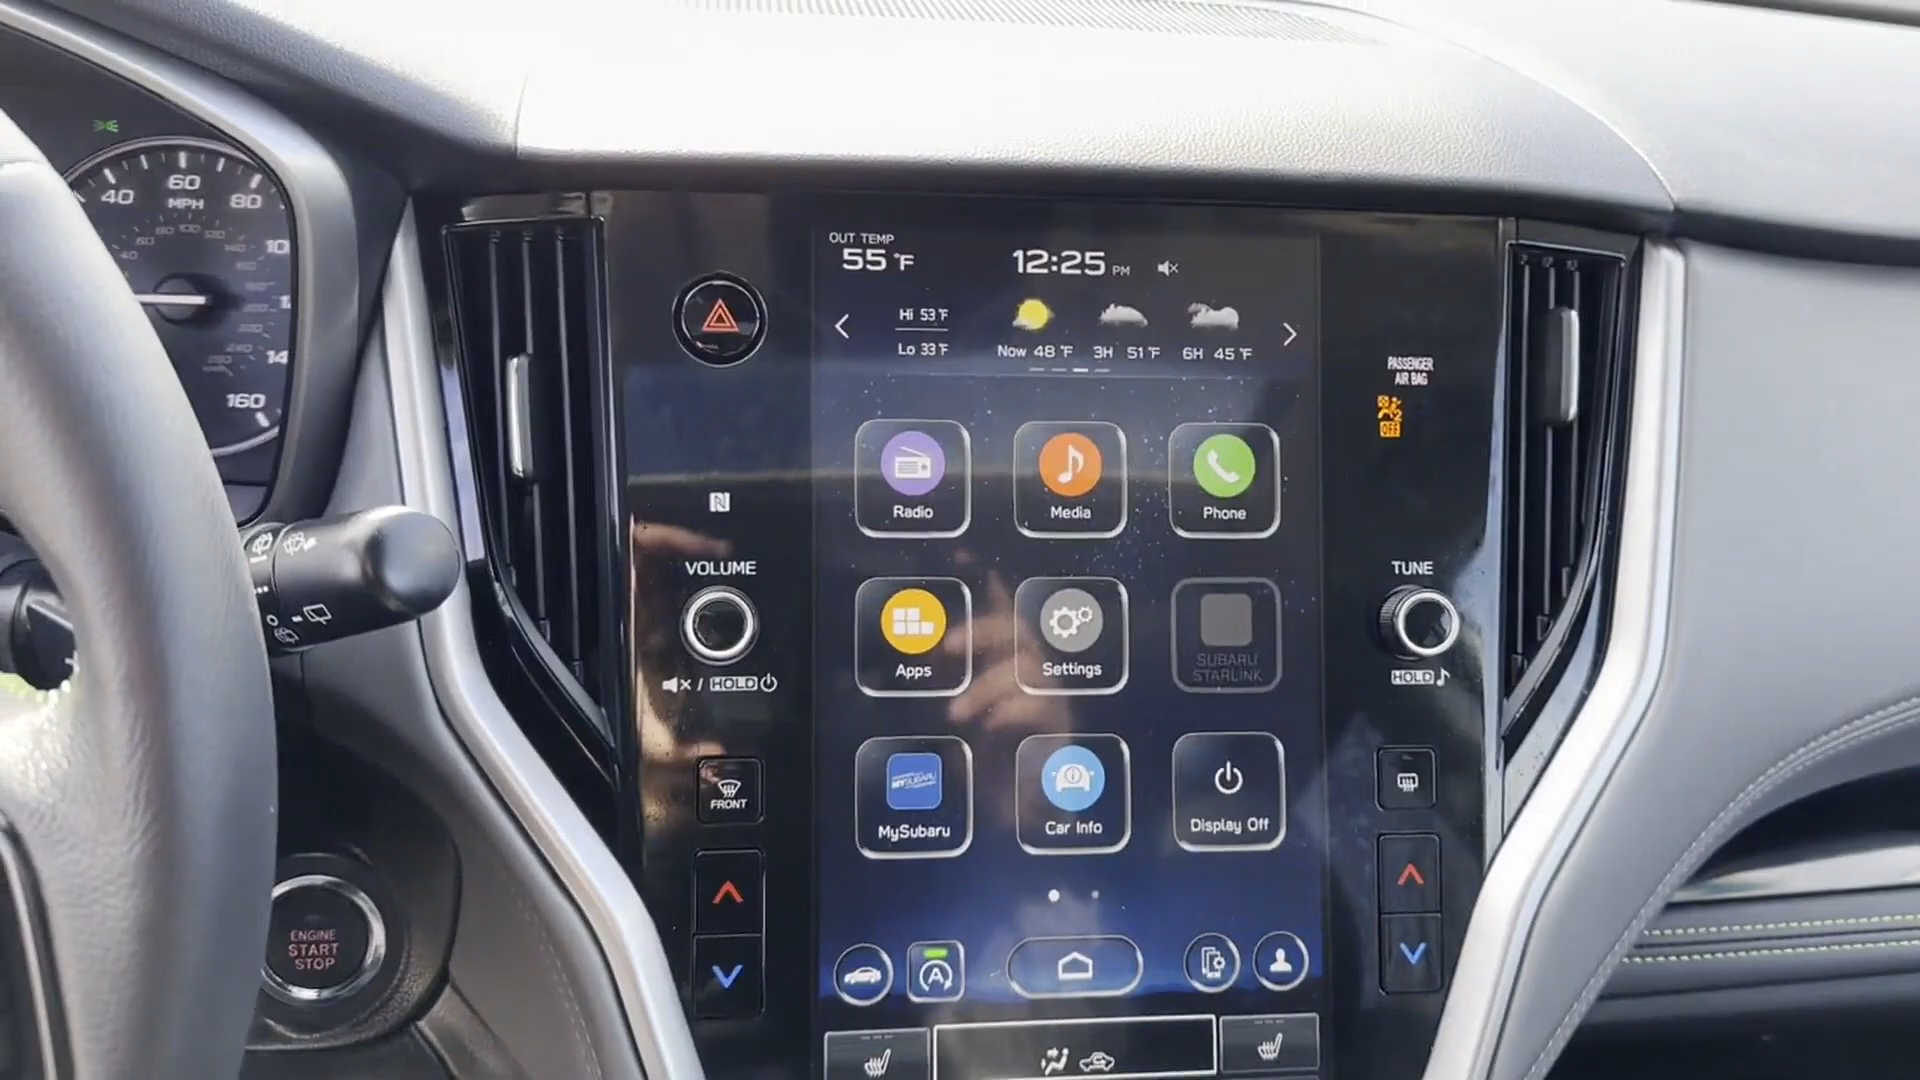 40
60
80
MPH
160
OUT TEMP
55 °F
12:25 PM
Hi 53 °F
Lo 33 °F
Now 48 °F
3H 51 °F
6H 45 °F
PASSENGER
AIR BAG
2
OFF
Radio
Media
Phone
N
VOLUME
TUNE
Apps
Settings
SUBARU
STARLINK
/ HOLD
HOLD
FRONT
MYSUBARU
MySubaru
Car Info
Display Off
ENGINE
START
STOP
A